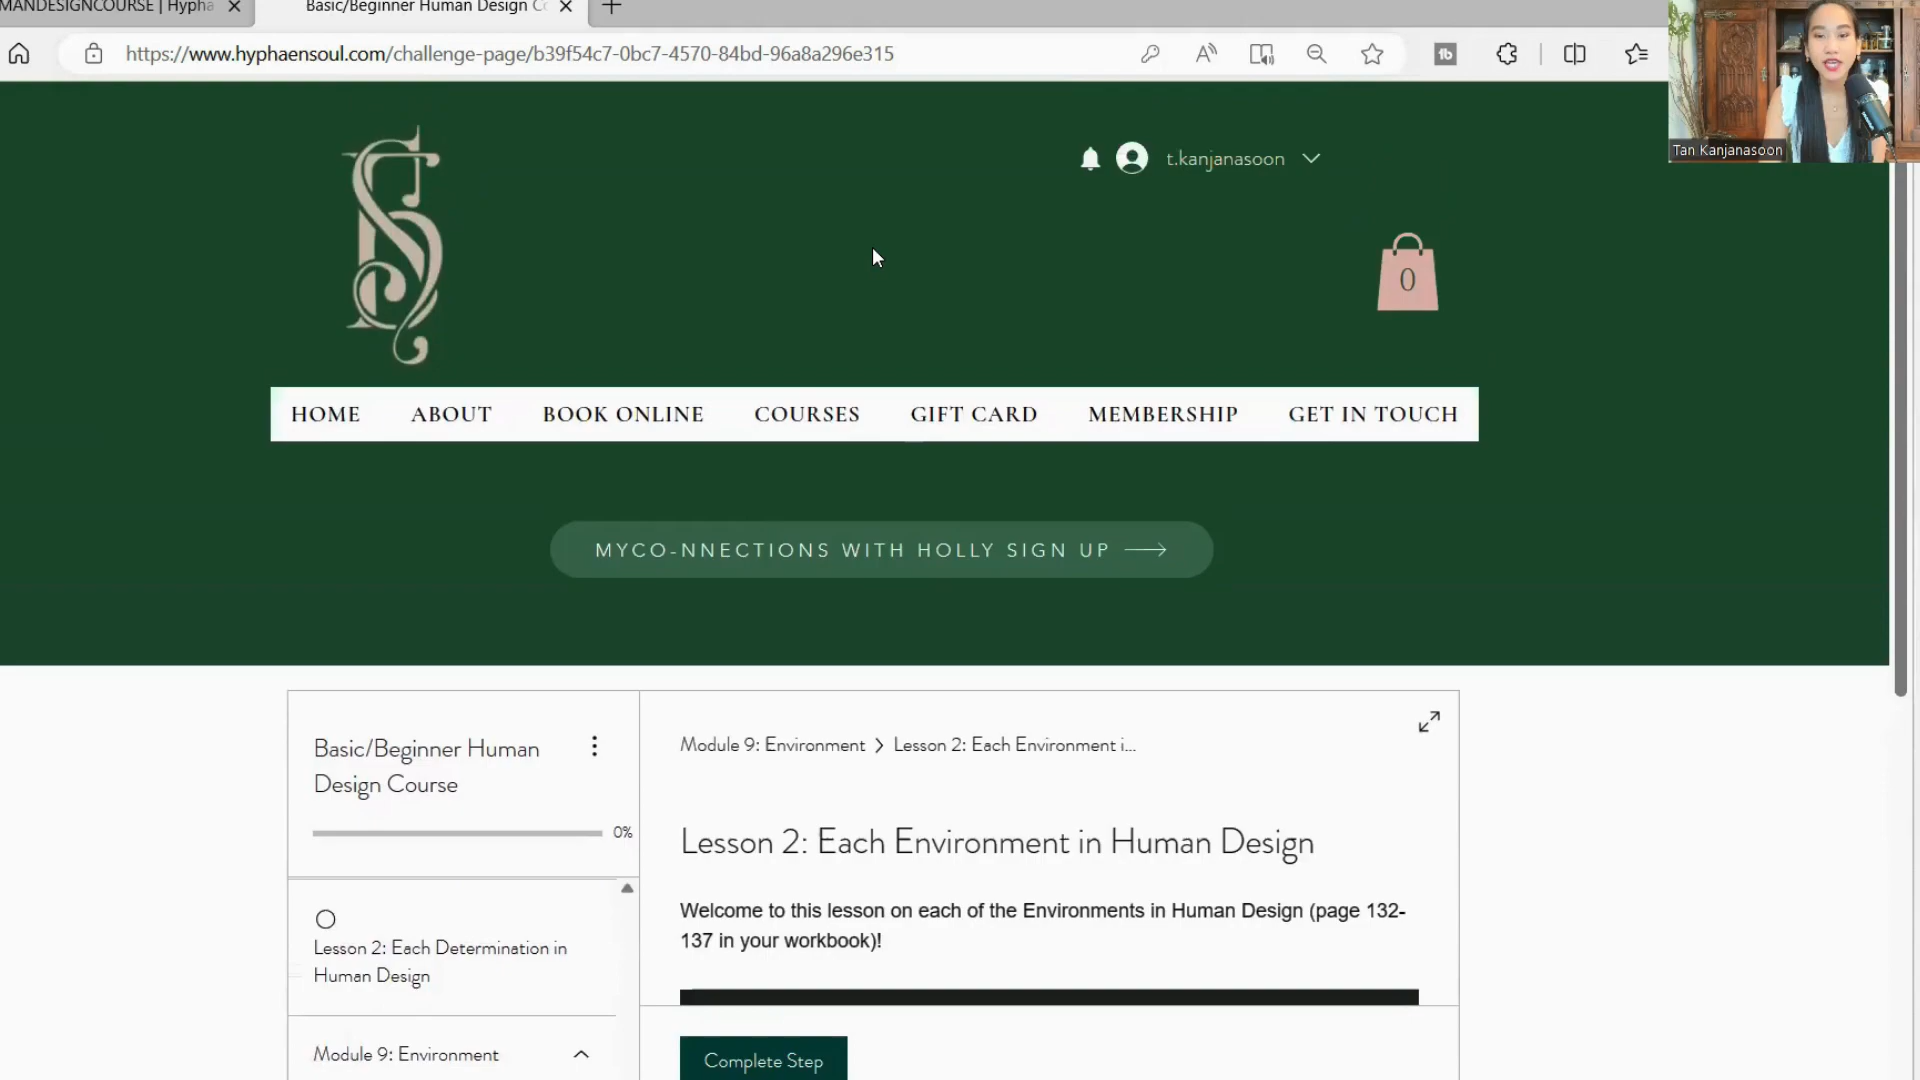 MANDESIGNCOURSE | Hypha
Basic/Beginner Human Design Co
https://www.hyphaensoul.com/challenge-page/b39f54c7-0bc7-4570-84bd-96a8a296e315
1b
Tan Kanjanasoon
t.kanjanasoon
0
HOME ABOUT BOOK ONLINE COURSES GIFT CARD MEMBERSHIP GET IN TOUCH
MYCO-NNECTIONS WITH HOLLY SIGN UP
Basic/Beginner Human
Design Course
0%
Lesson 2: Each Determination in
Human Design
Module 9: Environment
Module 9: Environment > Lesson 2: Each Environment i...
Lesson 2: Each Environment in Human Design
Welcome to this lesson on each of the Environments in Human Design (page 132-
137 in your workbook)!
Complete Step